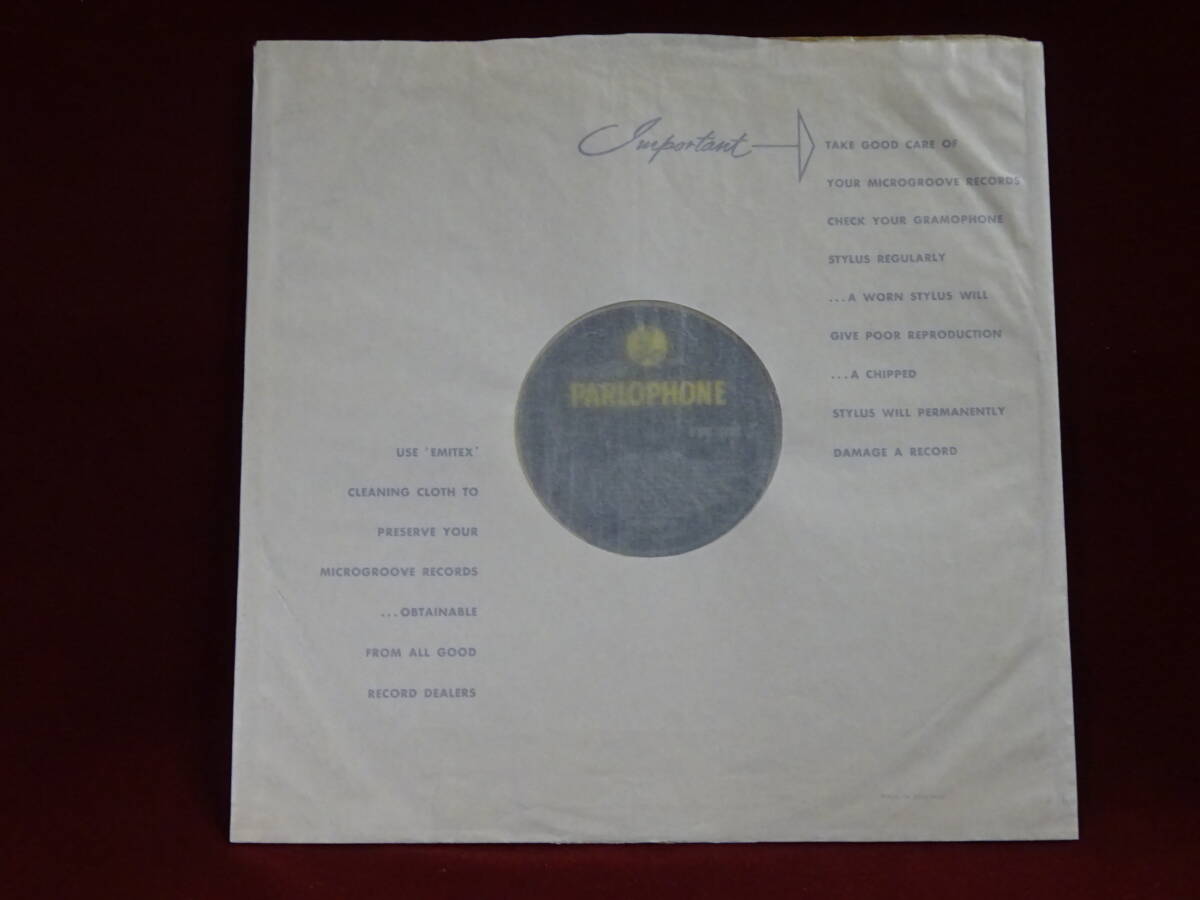 Important
TAKE GOOD CARE OF
YOUR MICROGROOVE RECORDS
CHECK YOUR GRAMOPHONE
STYLUS REGULARLY
...A WORN STYLUS WILL
GIVE POOR REPRODUCTION
...A CHIPPED
STYLUS WILL PERMANENTLY
DAMAGE A RECORD
PARLOPHONE
USE 'EMITEX'
CLEANING CLOTH TO
PRESERVE YOUR
MICROGROOVE RECORDS
...OBTAINABLE
FROM ALL GOOD
RECORD DEALERS